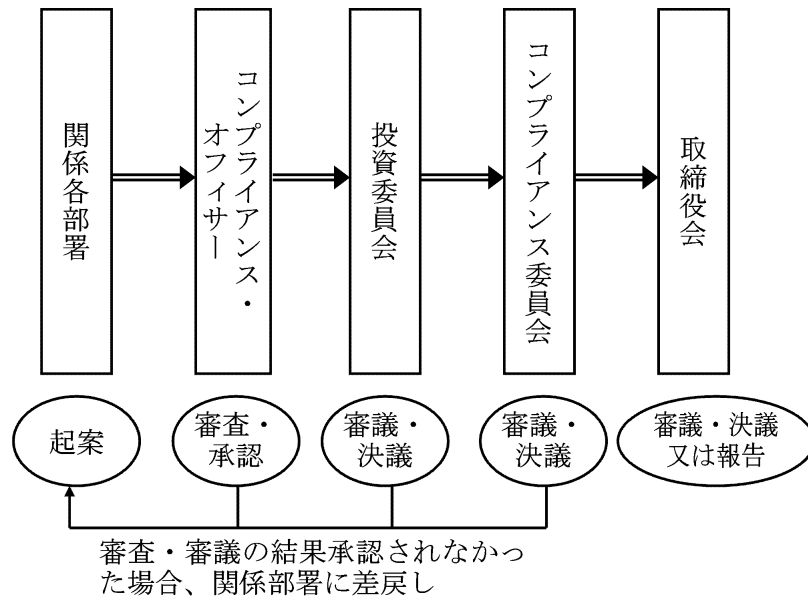 関係各部署
コンプライアンス・
オフィサー
投資委員会
コンプライアンス委員会
取締役会
起案
審査・
承認
審議・
決議
審議・
決議
審議・決議
又は報告
審査・審議の結果承認されなかっ
た場合、関係部署に差戻し